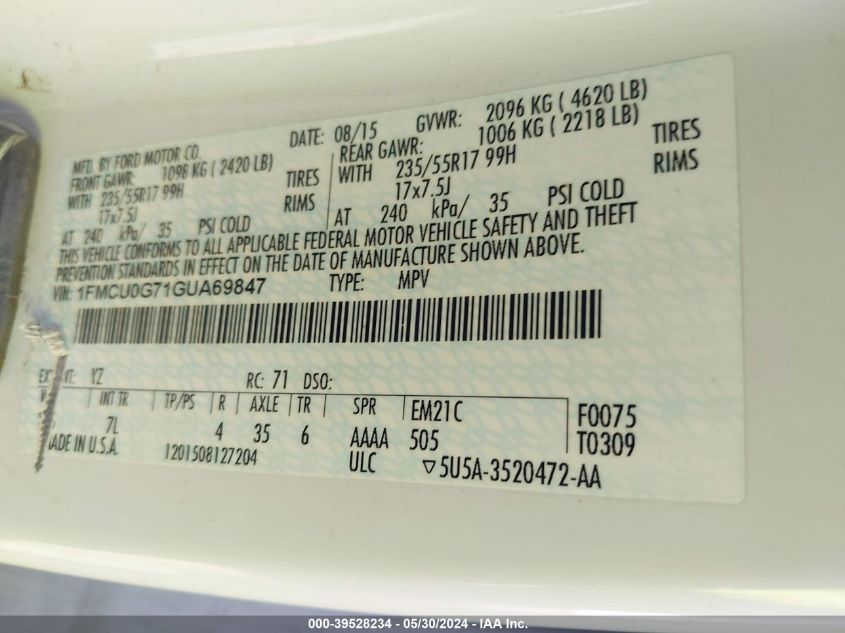 MFD. BY FORD MOTOR CO. DATE: 08/15 GVWR: 2096 KG ( 4620 LB)
FRONT GAWR: 1098 KG ( 2420 LB) REAR GAWR: 1006 KG ( 2218 LB)
WITH 235/55R17 99H TIRES WITH 235/55R17 99H TIRES
17x7.5J RIMS 17x7.5J RIMS
AT 240 kPa/ 35 PSI COLD AT 240 kPa/ 35 PSI COLD
THIS VEHICLE CONFORMS TO ALL APPLICABLE FEDERAL MOTOR VEHICLE SAFETY AND THEFT
PREVENTION STANDARDS IN EFFECT ON THE DATE OF MANUFACTURE SHOWN ABOVE.
VIN: 1FMCU0G71GUA69847 TYPE: MPV
YZ RC: 71 DSO:
INT TR TP/PS R AXLE TR SPR EM21C F0075
7L 4 35 6 AAAA 505 T0309
MADE IN U.S.A. 1201508127204 ULC ▽5U5A-3520472-AA
000-39528234 - 05/30/2024 - IAAI Inc.